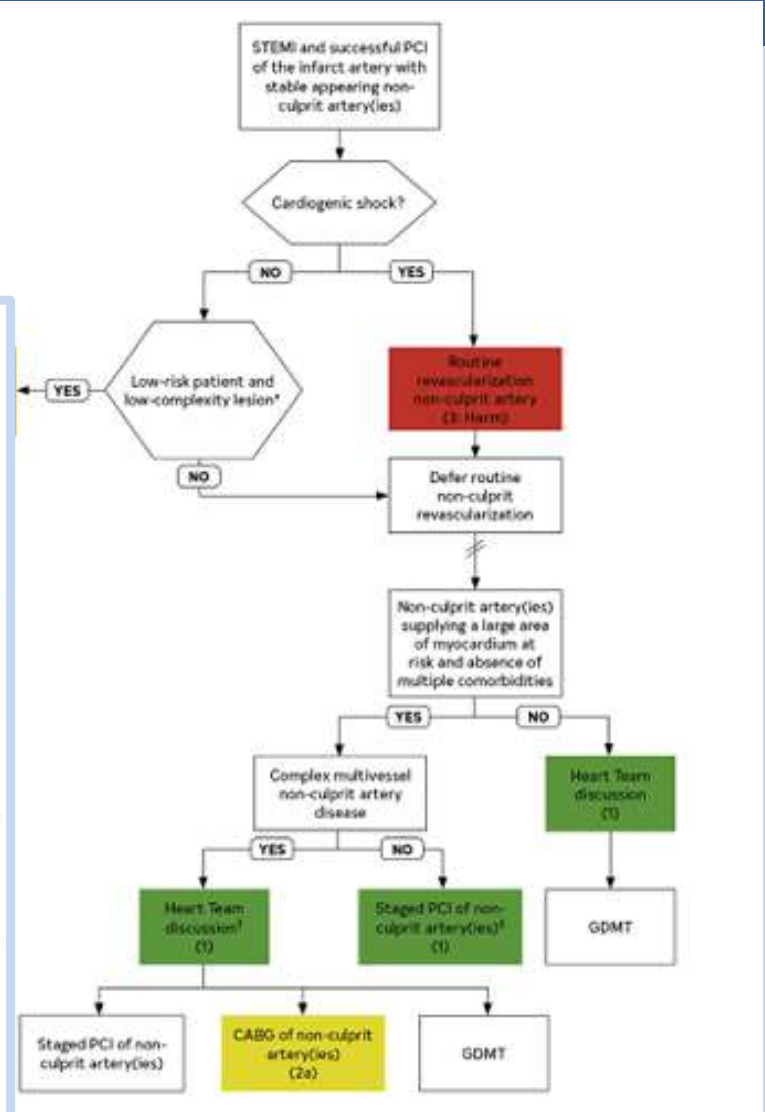 STEMI and successful PCI
of the infarct artery with
stable appearing non-
culprit artery(ies)
Cardiogenic shock?
NO
YES
Low-risk patient and
low-complexity lesion*
YES
NO
Routine
revascularization
non-culprit artery
(3: Harm)
Defer routine
non-culprit
revascularization
Non-culprit artery(ies)
supplying a large area
of myocardium at
risk and absence of
multiple comorbidities
YES
NO
Complex multivessel
non-culprit artery
disease
Heart Team
discussion
(1)
YES
NO
Heart Team
discussion†
(1)
Staged PCI of non-
culprit artery(ies)‡
(1)
GDMT
Staged PCI of non-
culprit artery(ies)
CABG of non-culprit
artery(ies)
(2a)
GDMT